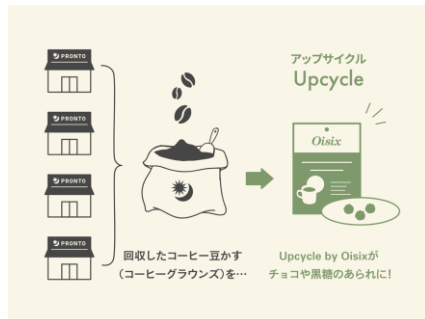 PRONTO
PRONTO
PRONTO
PRONTO
回収したコーヒー豆かす
（コーヒーグラウンズ）を…
アップサイクル
Upcycle
Oisix
Upcycle by Oisixが
チョコや黒糖のあられに！